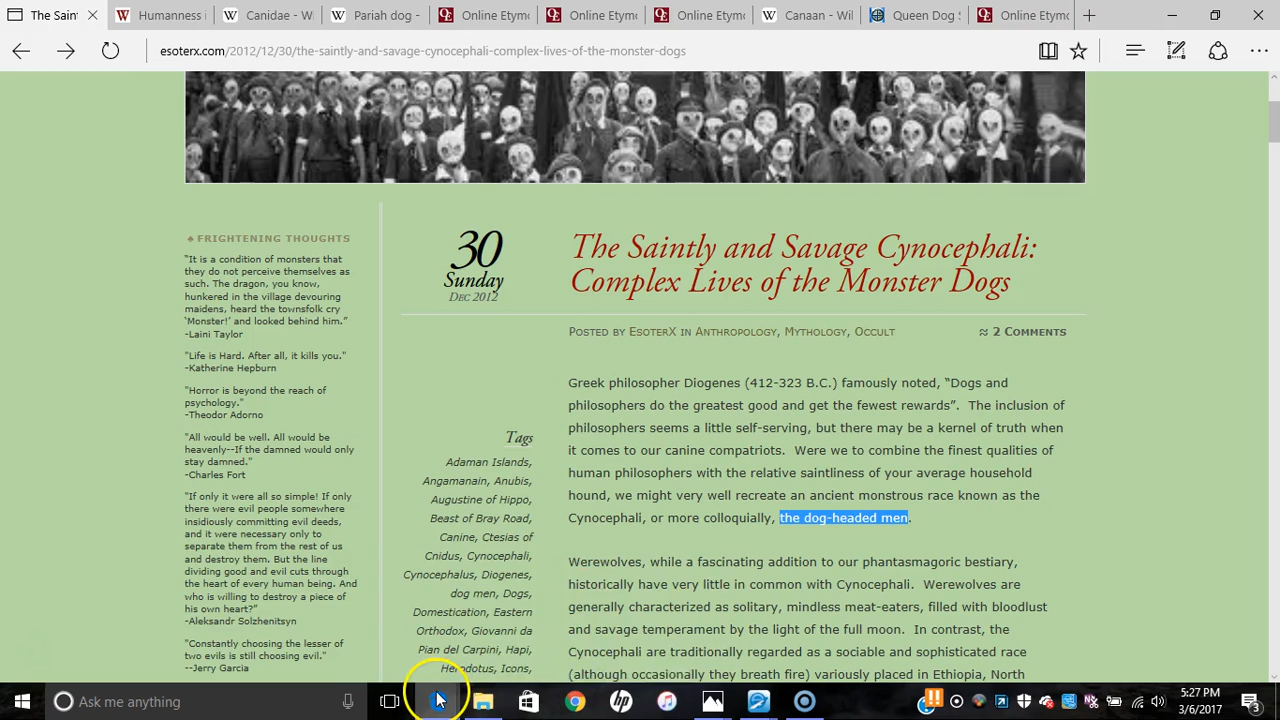 The Saint
Humanness i
Canidae - Wi
Pariah dog -
Online Etymo
Online Etymo
Online Etymo
Canaan - Wil
Queen Dog S
Online Etymo
esoterx.com/2012/12/30/the-saintly-and-savage-cynocephali-complex-lives-of-the-monster-dogs
♠ FRIGHTENING THOUGHTS
"It is a condition of monsters that
they do not perceive themselves as
such. The dragon, you know,
hunkered in the village devouring
maidens, heard the townsfolk cry
'Monster!' and looked behind him."
-Laini Taylor
"Life is Hard. After all, it kills you."
-Katherine Hepburn
"Horror is beyond the reach of
psychology."
-Theodor Adorno
"All would be well. All would be
heavenly--If the damned would only
stay damned."
-Charles Fort
"If only it were all so simple! If only
there were evil people somewhere
insidiously committing evil deeds,
and it were necessary only to
separate them from the rest of us
and destroy them. But the line
dividing good and evil cuts through
the heart of every human being. And
who is willing to destroy a piece of
his own heart?"
-Aleksandr Solzhenitsyn
"Constantly choosing the lesser of
two evils is still choosing evil."
--Jerry Garcia
30
Sunday
DEC 2012
The Saintly and Savage Cynocephali:
Complex Lives of the Monster Dogs
POSTED BY ESOTERX IN ANTHROPOLOGY, MYTHOLOGY, OCCULT
≈ 2 COMMENTS
Tags
Adaman Islands,
Angamanain, Anubis,
Augustine of Hippo,
Beast of Bray Road,
Canine, Ctesias of
Cnidus, Cynocephali,
Cynocephalus, Diogenes,
dog men, Dogs,
Domestication, Eastern
Orthodox, Giovanni da
Pian del Carpini, Hapi,
Herodotus, Icons,
Greek philosopher Diogenes (412-323 B.C.) famously noted, "Dogs and
philosophers do the greatest good and get the fewest rewards".  The inclusion of
philosophers seems a little self-serving, but there may be a kernel of truth when
it comes to our canine compatriots.  Were we to combine the finest qualities of
human philosophers with the relative saintliness of your average household
hound, we might very well recreate an ancient monstrous race known as the
Cynocephali, or more colloquially, the dog-headed men.
Werewolves, while a fascinating addition to our phantasmagoric bestiary,
historically have very little in common with Cynocephali.  Werewolves are
generally characterized as solitary, mindless meat-eaters, filled with bloodlust
and savage temperament by the light of the full moon.  In contrast, the
Cynocephali are traditionally regarded as a sociable and sophisticated race
(although occasionally they breath fire) variously placed in Ethiopia, North
Ask me anything
hp
5:27 PM
3/6/2017
3